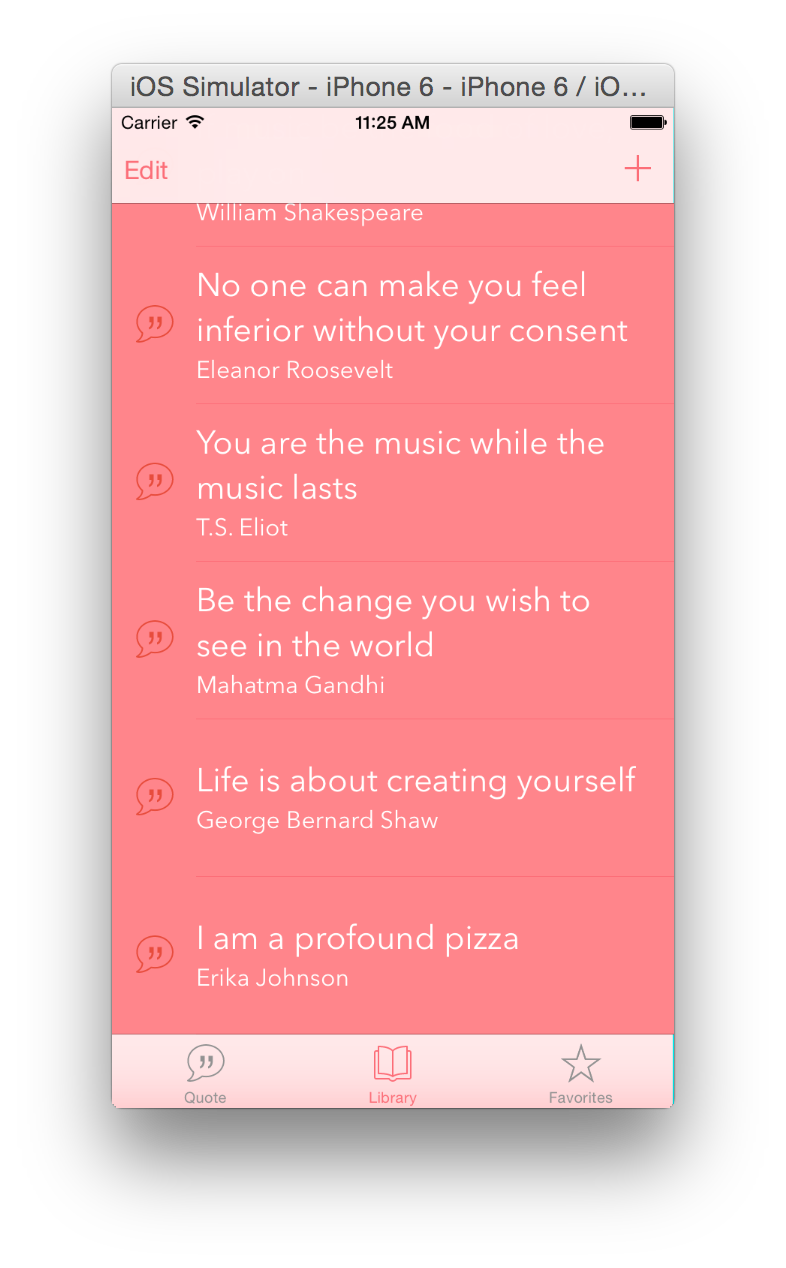 iOS Simulator - iPhone 6 - iPhone 6 / iO...
Carrier 11:25 AM
Edit +
William Shakespeare
No one can make you feel
inferior without your consent
Eleanor Roosevelt
You are the music while the
music lasts
T.S. Eliot
Be the change you wish to
see in the world
Mahatma Gandhi
Life is about creating yourself
George Bernard Shaw
I am a profound pizza
Erika Johnson
Quote Library Favorites